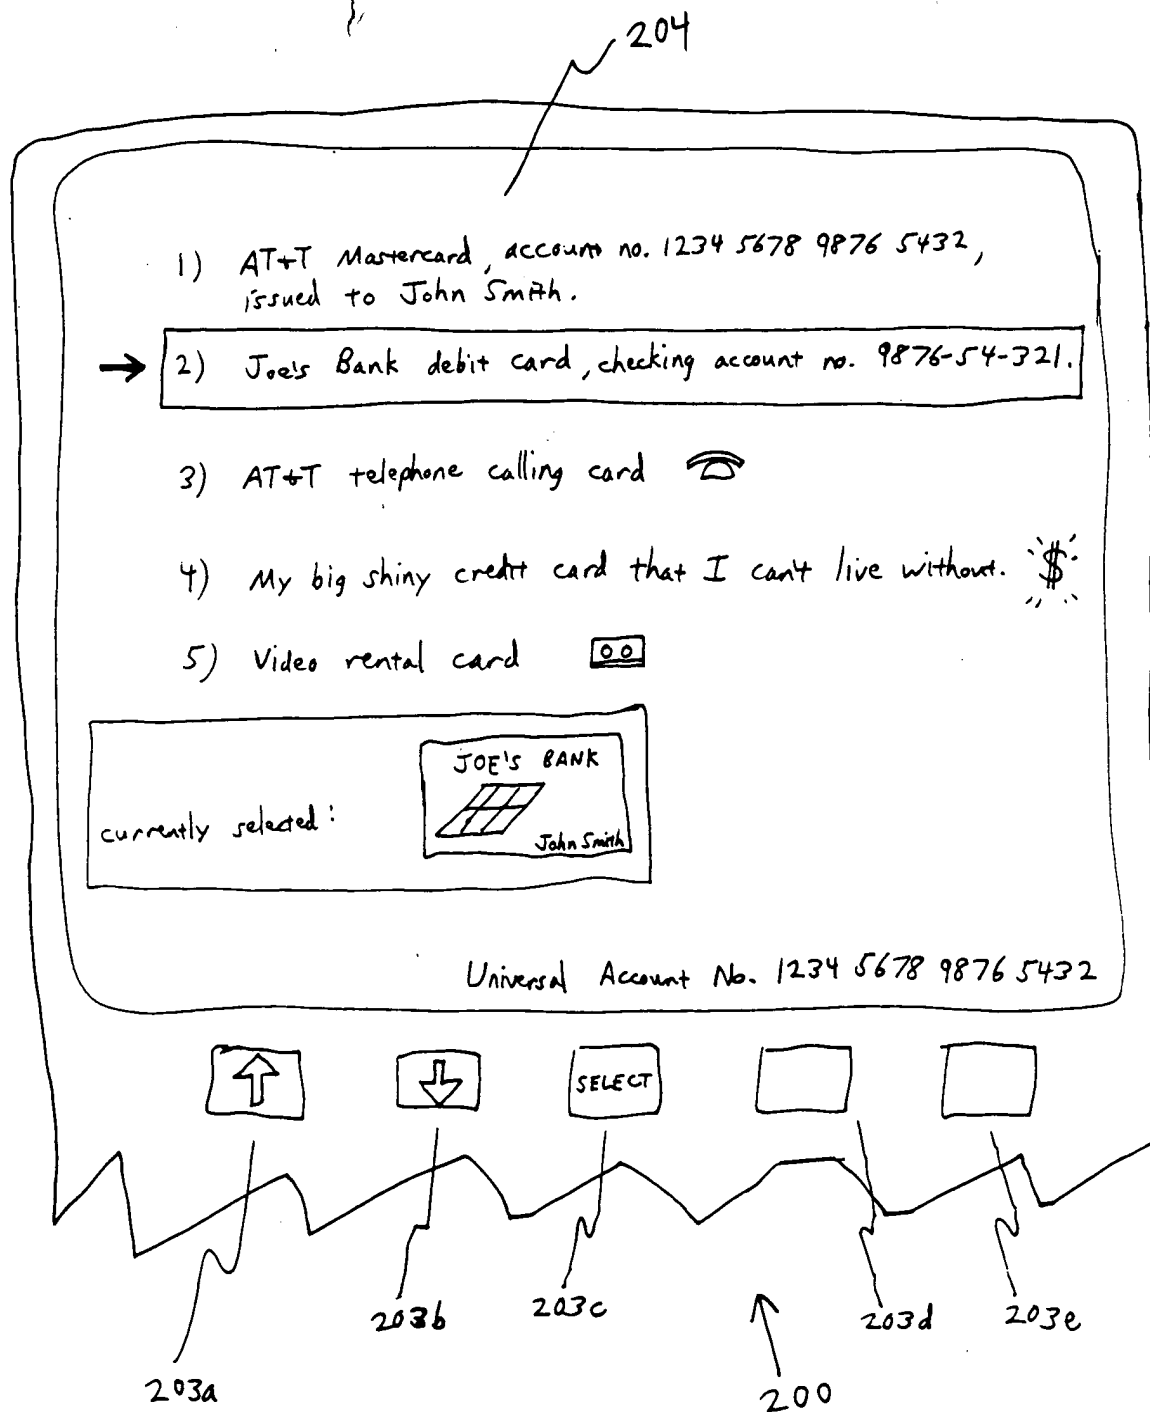 204
1) AT+T Mastercard, account no. 1234 5678 9876 5432,
issued to John Smith.
2) Joe's Bank debit card, checking account no. 9876-54-321.
3) AT+T telephone calling card
4) My big shiny credit card that I can't live without. $
5) Video rental card
JOE'S BANK
currently selected:
John Smith
Universal Account No. 1234 5678 9876 5432
SELECT
203a
203b
203c
203d
203e
200